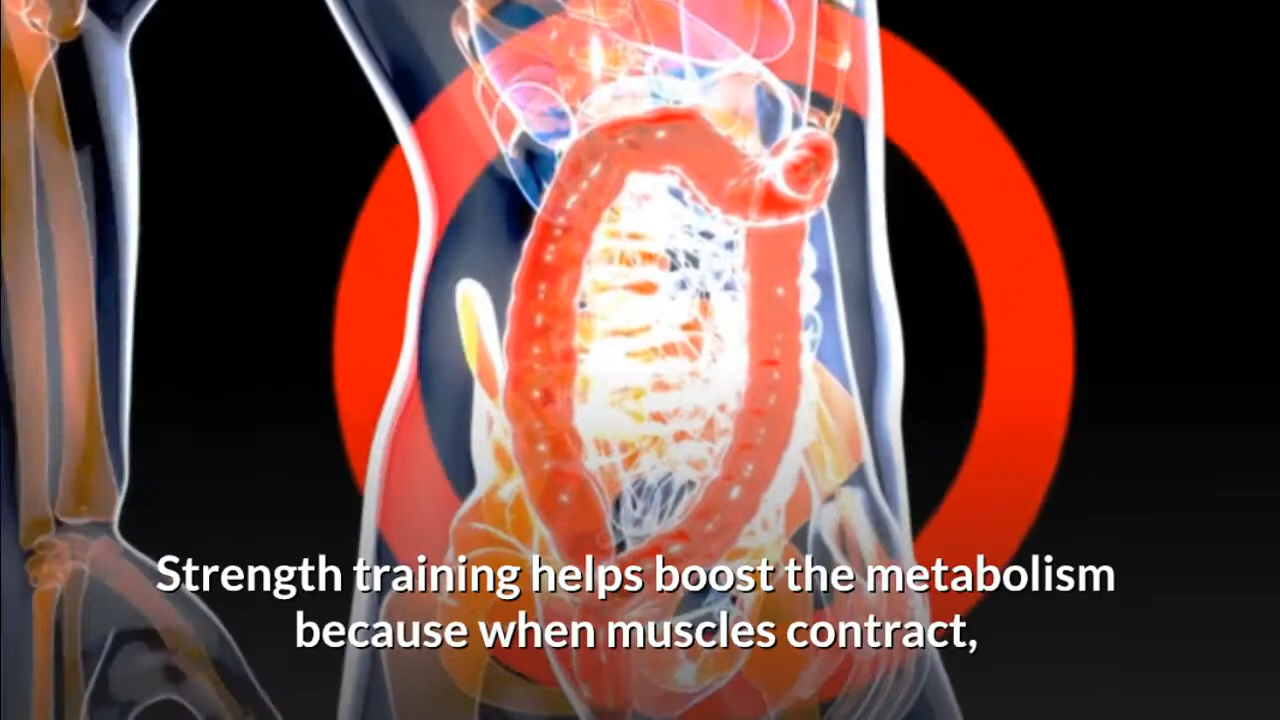 Strength training helps boost the metabolism
because when muscles contract,